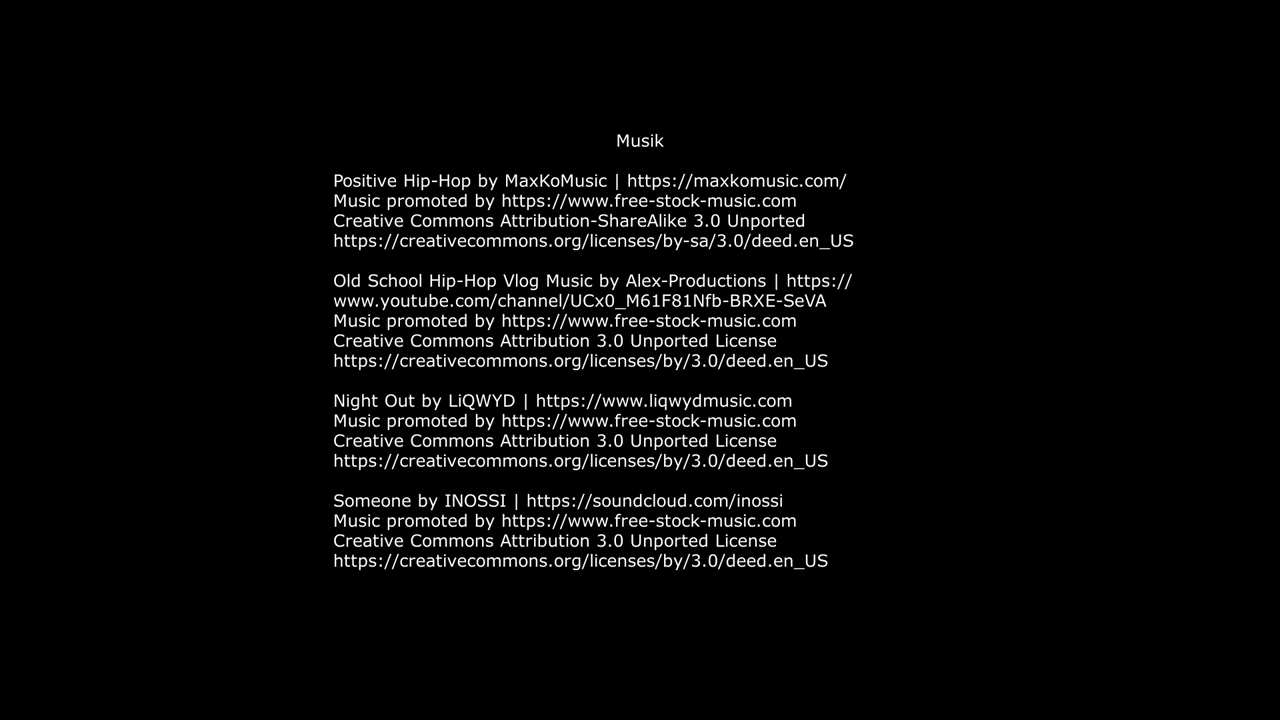 Musik
Positive Hip-Hop by MaxKoMusic | https://maxkomusic.com/
Music promoted by https://www.free-stock-music.com
Creative Commons Attribution-ShareAlike 3.0 Unported
https://creativecommons.org/licenses/by-sa/3.0/deed.en_US
Old School Hip-Hop Vlog Music by Alex-Productions | https://
www.youtube.com/channel/UCx0_M61F81Nfb-BRXE-SeVA
Music promoted by https://www.free-stock-music.com
Creative Commons Attribution 3.0 Unported License
https://creativecommons.org/licenses/by/3.0/deed.en_US
Night Out by LiQWYD | https://www.liqwydmusic.com
Music promoted by https://www.free-stock-music.com
Creative Commons Attribution 3.0 Unported License
https://creativecommons.org/licenses/by/3.0/deed.en_US
Someone by INOSSI | https://soundcloud.com/inossi
Music promoted by https://www.free-stock-music.com
Creative Commons Attribution 3.0 Unported License
https://creativecommons.org/licenses/by/3.0/deed.en_US